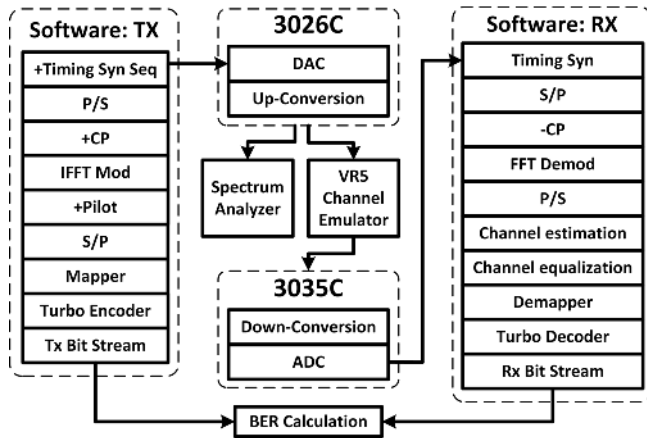 Software: TX
+Timing Syn Seq
P/S
+CP
IFFT Mod
+Pilot
S/P
Mapper
Turbo Encoder
Tx Bit Stream
3026C
DAC
Up-Conversion
Spectrum
Analyzer
VR5
Channel
Emulator
3035C
Down-Conversion
ADC
Software: RX
Timing Syn
S/P
-CP
FFT Demod
P/S
Channel estimation
Channel equalization
Demapper
Turbo Decoder
Rx Bit Stream
BER Calculation